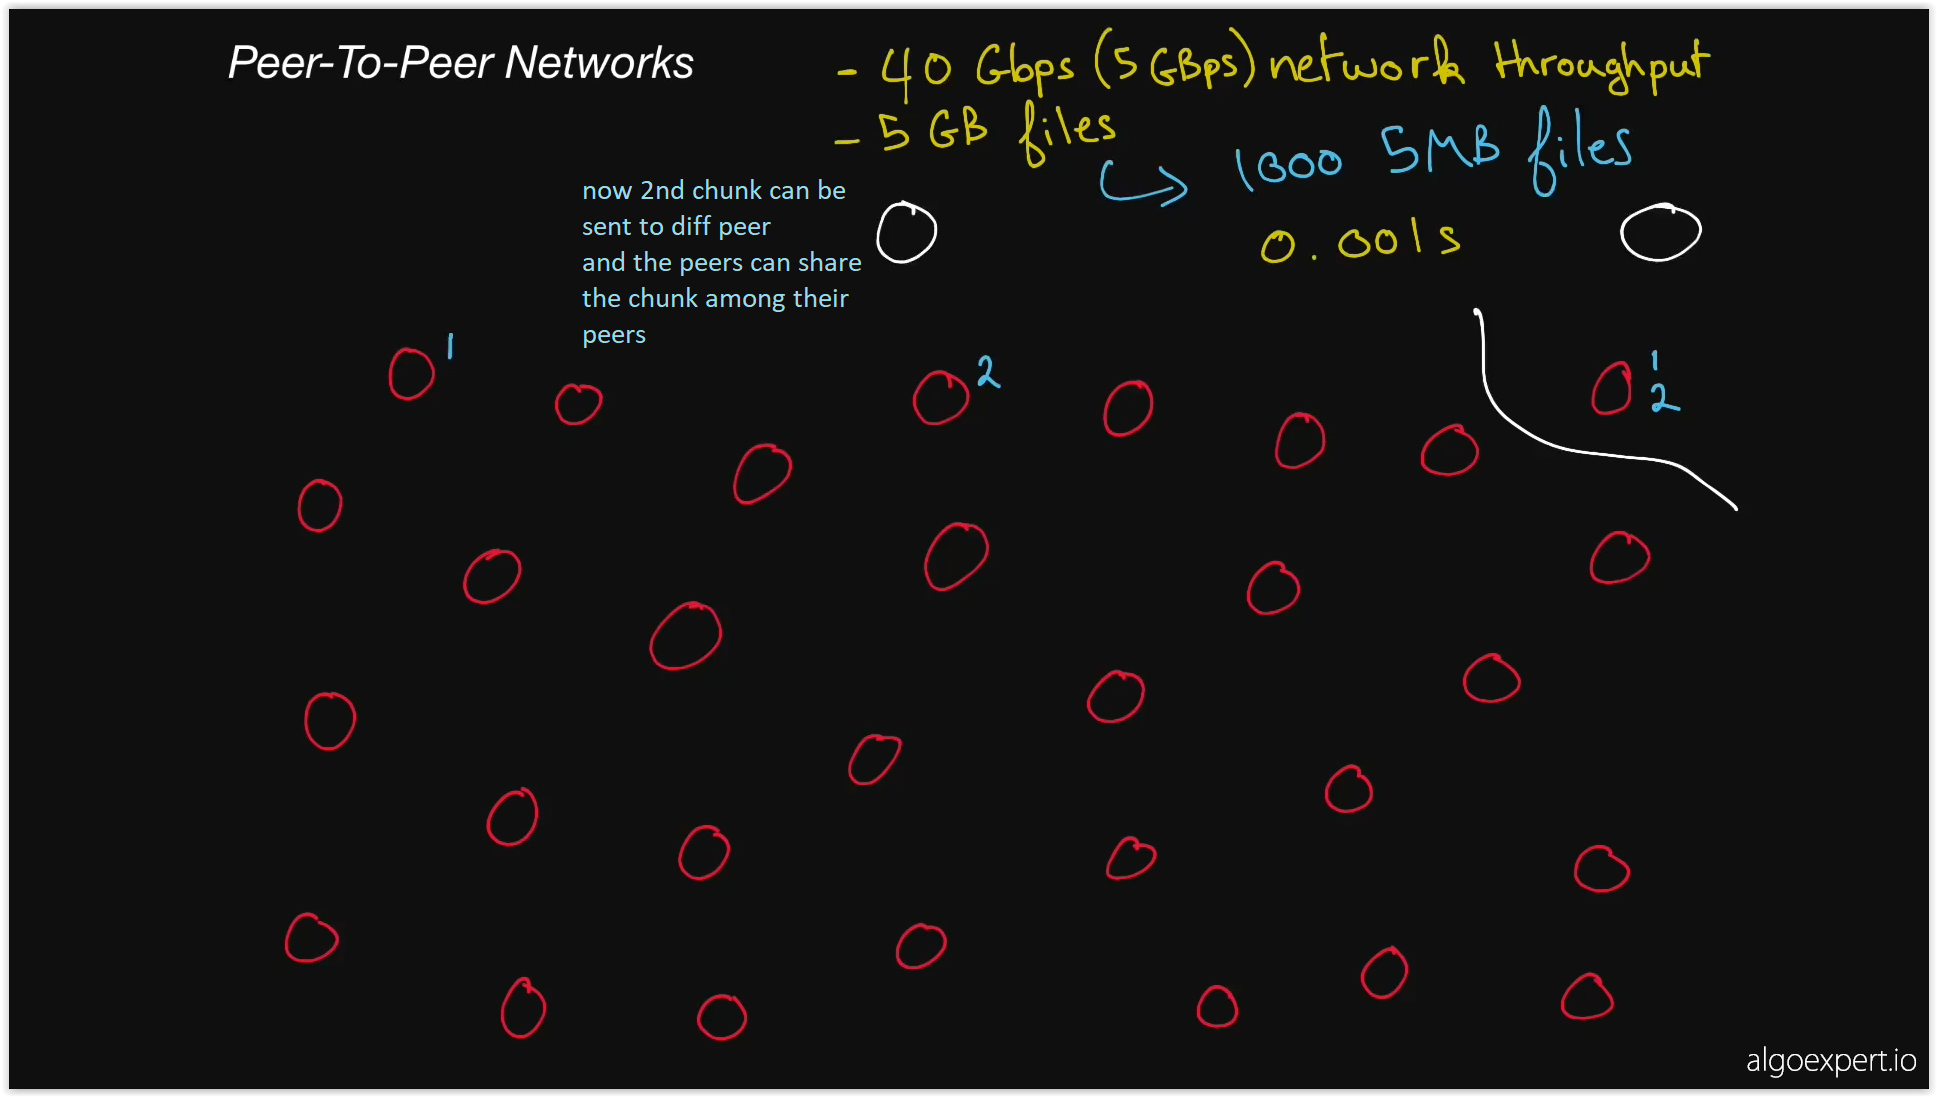 Peer-To-Peer Networks
- 40 Gbps (5 GBps) network throughput
- 5 GB files
1000 5MB files
0.001s
now 2nd chunk can be
sent to diff peer
and the peers can share
the chunk among their
peers
1
2
1
2
algoexpert.io